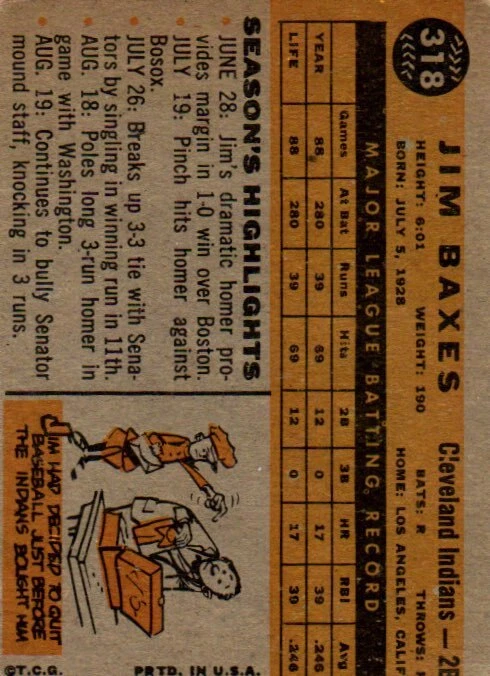 318
JIM BAXES Cleveland Indians — 2B
HEIGHT: 6:01 WEIGHT: 190 BATS: R THROWS:
BORN: JULY 5, 1928 HOME: LOS ANGELES, CALIF
MAJOR LEAGUE BATTING RECORD
Games At Bat Runs Hits 2B 3B HR RBI Avg
YEAR 88 280 39 69 12 0 17 39 .246
LIFE 88 280 39 69 12 0 17 39 .246
SEASON'S HIGHLIGHTS
• JUNE 28: Jim's dramatic homer pro-
vides margin in 1-0 win over Boston.
• JULY 19: Pinch hits homer against
Bosox.
• JULY 26: Breaks up 3-3 tie with Sena-
tors by singling in winning run in 11th.
• AUG. 18: Poles long 3-run homer in
game with Washington.
• AUG. 19: Continues to bully Senator
mound staff, knocking in 3 runs.
JIM HAD DECIDED TO QUIT
BASEBALL JUST BEFORE
THE INDIANS BOUGHT HIM
©T.C.G. PRTD. IN U.S.A.